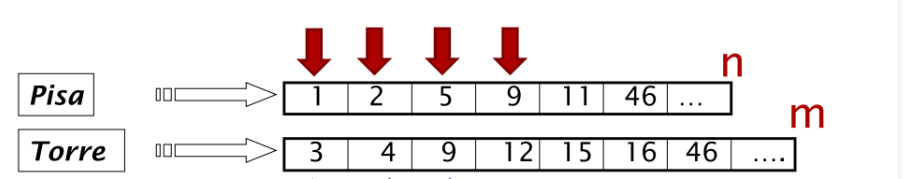 n
Pisa 1 2 5 9 11 46 ...
m
Torre 3 4 9 12 15 16 46 ....